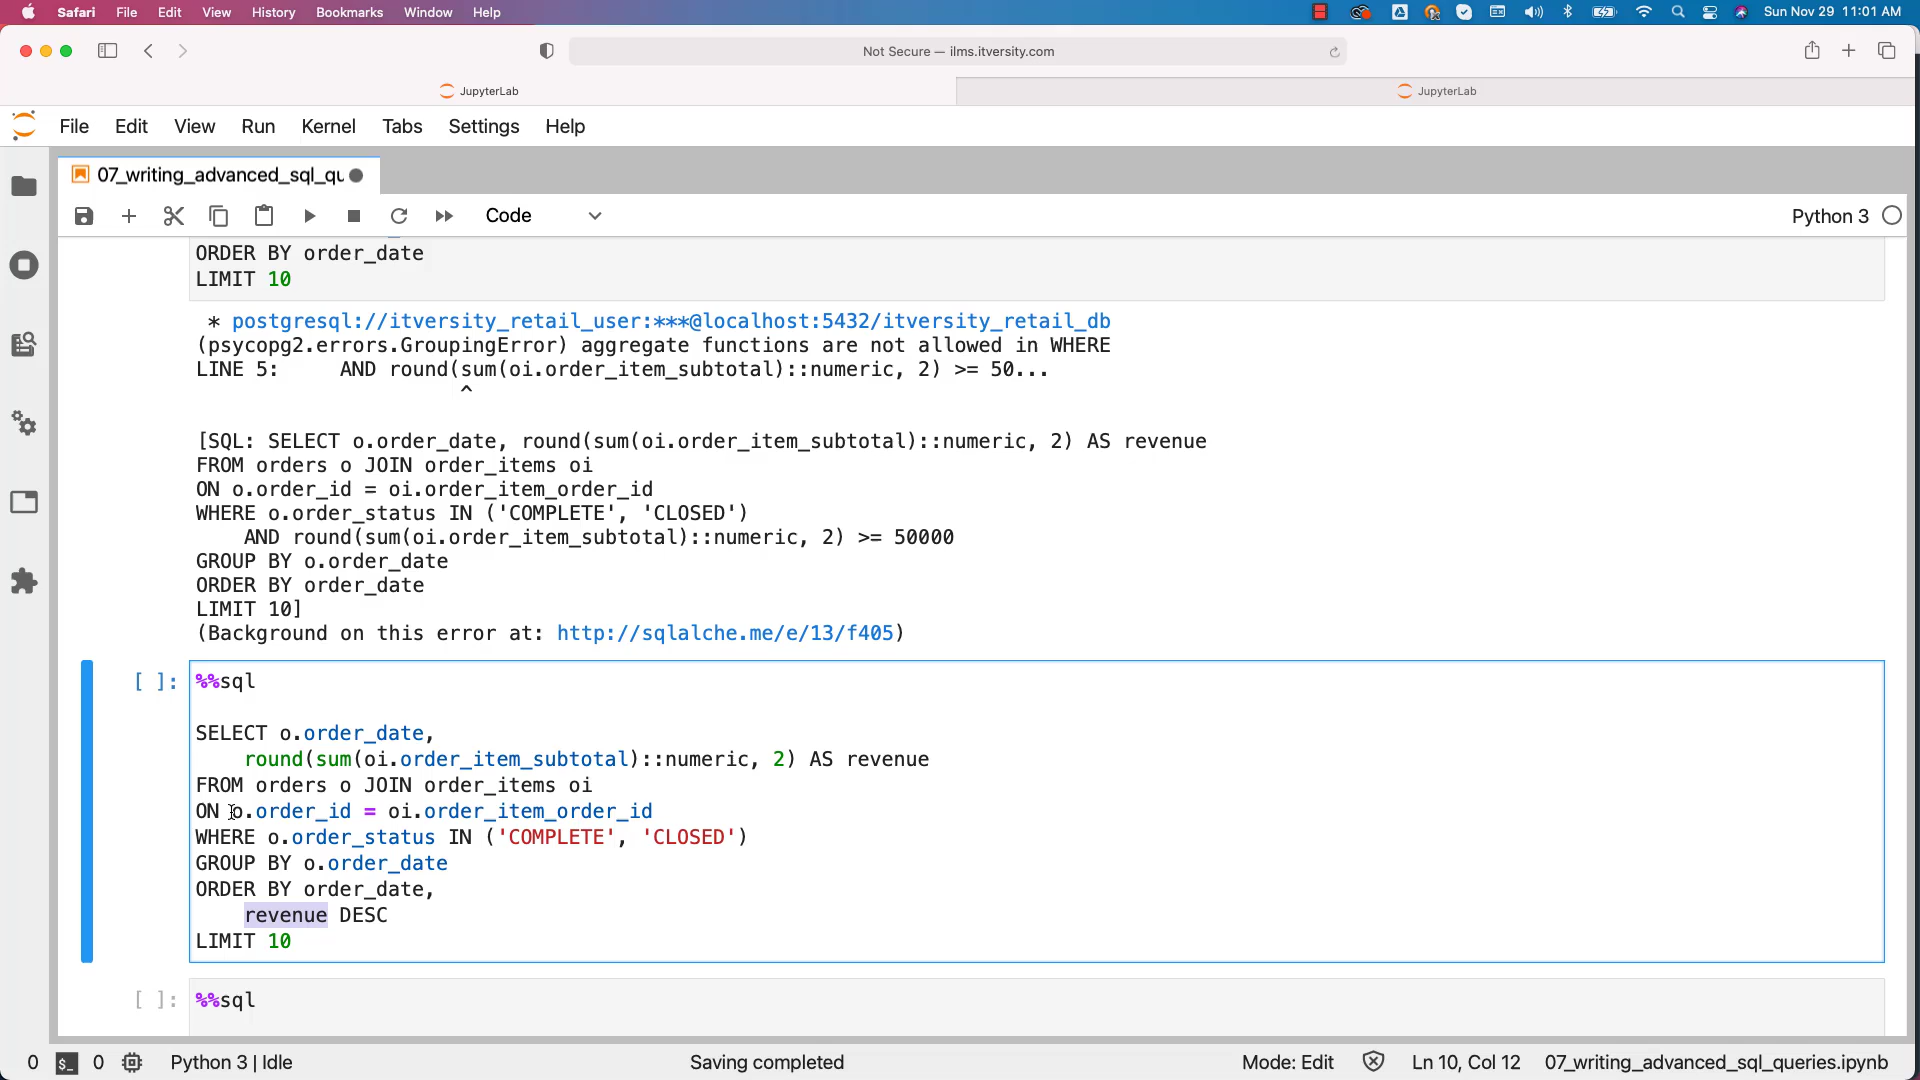 Safari File Edit View History Bookmarks Window Help Sun Nov 29 11:01 AM
Not Secure — ilms.itversity.com
JupyterLab JupyterLab
File Edit View Run Kernel Tabs Settings Help
07_writing_advanced_sql_qu
Code Python 3
ORDER BY order_date
LIMIT 10
* postgresql://itversity_retail_user:***@localhost:5432/itversity_retail_db
(psycopg2.errors.GroupingError) aggregate functions are not allowed in WHERE
LINE 5:     AND round(sum(oi.order_item_subtotal)::numeric, 2) >= 50...
^
[SQL: SELECT o.order_date, round(sum(oi.order_item_subtotal)::numeric, 2) AS revenue
FROM orders o JOIN order_items oi
ON o.order_id = oi.order_item_order_id
WHERE o.order_status IN ('COMPLETE', 'CLOSED')
    AND round(sum(oi.order_item_subtotal)::numeric, 2) >= 50000
GROUP BY o.order_date
ORDER BY order_date
LIMIT 10]
(Background on this error at: http://sqlalche.me/e/13/f405)
[ ]: %%sql
SELECT o.order_date,
    round(sum(oi.order_item_subtotal)::numeric, 2) AS revenue
FROM orders o JOIN order_items oi
ON o.order_id = oi.order_item_order_id
WHERE o.order_status IN ('COMPLETE', 'CLOSED')
GROUP BY o.order_date
ORDER BY order_date,
    revenue DESC
LIMIT 10
[ ]: %%sql
0 $_ 0 Python 3 | Idle Saving completed Mode: Edit Ln 10, Col 12 07_writing_advanced_sql_queries.ipynb